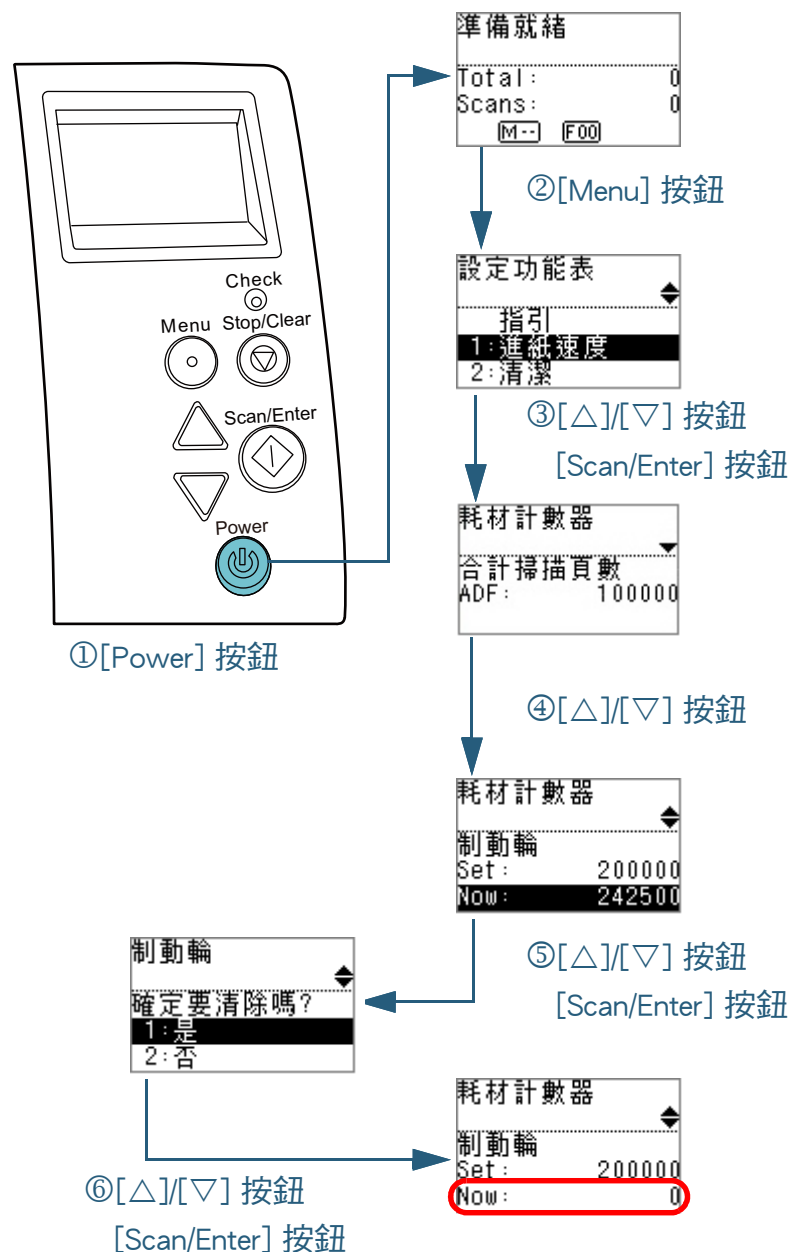 準備就緒
Total: 0
Scans: 0
M-- F00
②[Menu] 按鈕
設定功能表
指引
1:進紙速度
2:清潔
③[△]/[▽] 按鈕
[Scan/Enter] 按鈕
耗材計數器
合計掃描頁數
ADF: 100000
Check
Menu Stop/Clear
Scan/Enter
Power
①[Power] 按鈕
④[△]/[▽] 按鈕
耗材計數器
制動輪
Set: 200000
Now: 242500
⑤[△]/[▽] 按鈕
[Scan/Enter] 按鈕
制動輪
確定要清除嗎?
1:是
2:否
⑥[△]/[▽] 按鈕
[Scan/Enter] 按鈕
耗材計數器
制動輪
Set: 200000
Now: 0